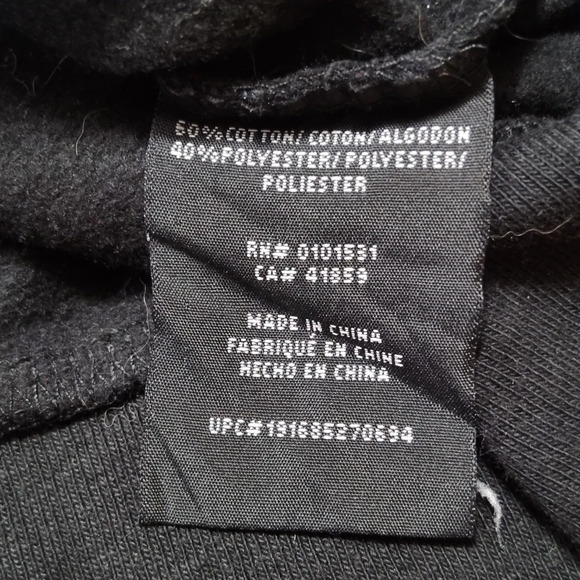 60% COTTON/ COTON/ ALGODON
40% POLYESTER/ POLYESTER/
POLIESTER
RN# 0101531
CA# 41859
MADE IN CHINA
FABRIQUÉ EN CHINE
HECHO EN CHINA
UPC#191685270694